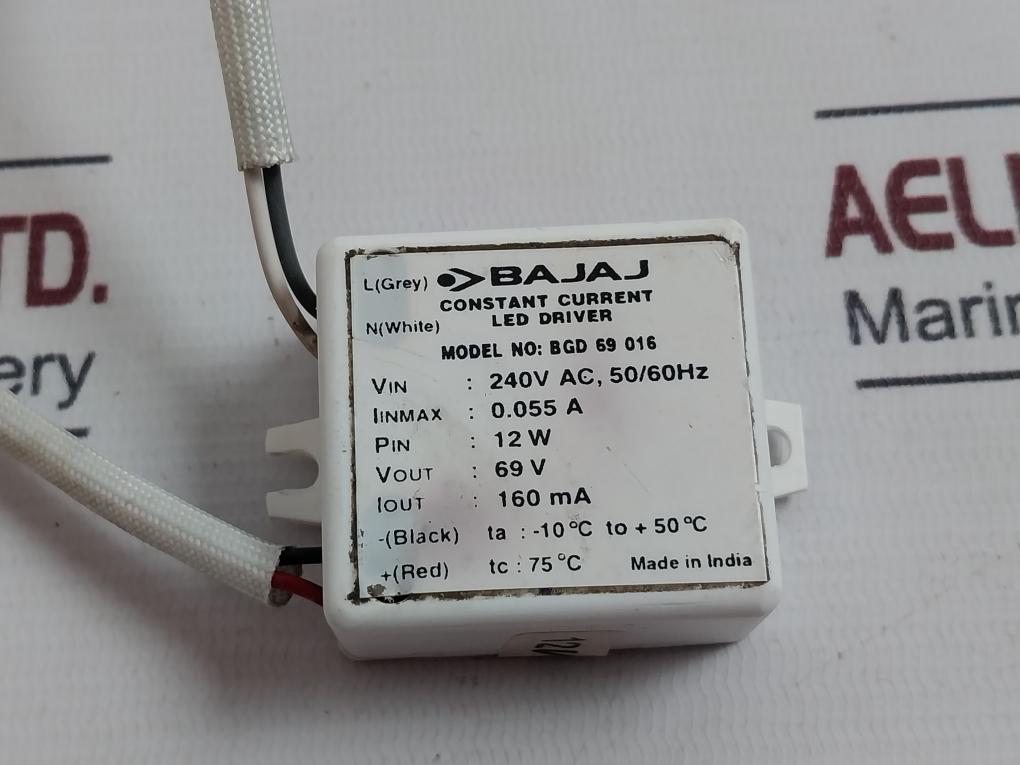 L(Grey) BAJAJ
CONSTANT CURRENT
N(White) LED DRIVER
MODEL NO: BGD 69 016
VIN : 240V AC, 50/60Hz
IINMAX : 0.055 A
PIN : 12 W
VOUT : 69 V
IOUT : 160 mA
-(Black) ta : -10°C to +50°C
+(Red) tc : 75°C Made in India
TD.
ery